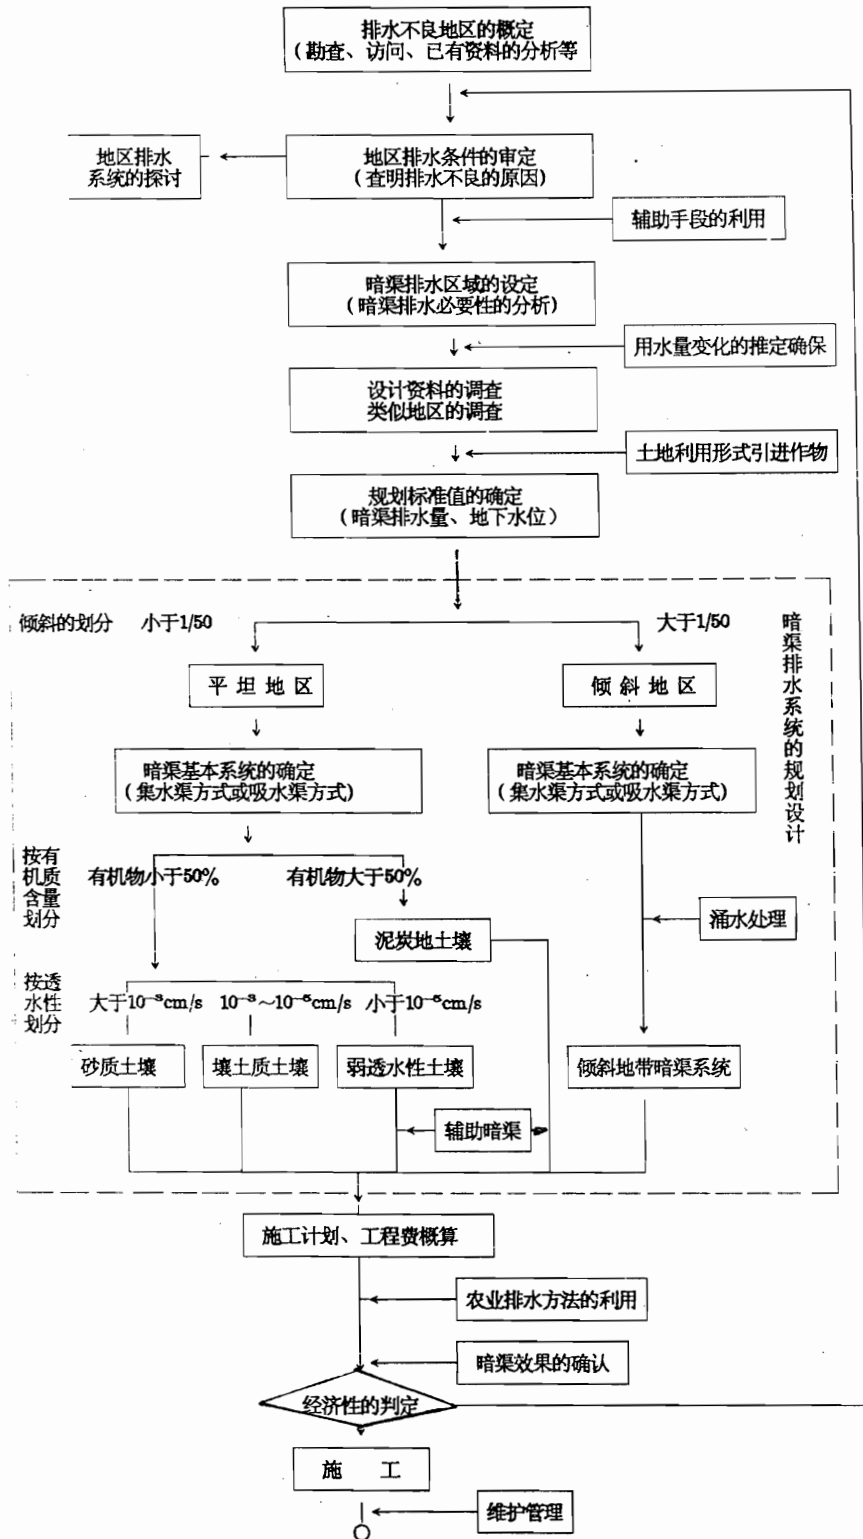 排水不良地区的概定
（勘查、访问、已有资料的分析等
地区排水
系统的探讨
地区排水条件的审定
（查明排水不良的原因）
辅助手段的利用
暗渠排水区域的设定
（暗渠排水必要性的分析）
用水量变化的推定确保
设计资料的调查
类似地区的调查
土地利用形式引进作物
规划标准值的确定
（暗渠排水量、地下水位）
倾斜的划分
小于1/50
大于1/50
暗渠排水系统的规划设计
平坦地区
倾斜地区
暗渠基本系统的确定
（集水渠方式或吸水渠方式）
暗渠基本系统的确定
（集水渠方式或吸水渠方式）
按有
机质
含量
划分
有机物小于50%
有机物大于50%
泥炭地土壤
涌水处理
按透
水性
划分
大于10⁻³cm/s
10⁻³～10⁻⁵cm/s
小于10⁻⁵cm/s
砂质土壤
壤土质土壤
弱透水性土壤
倾斜地带暗渠系统
辅助暗渠
施工计划、工程费概算
农业排水方法的利用
暗渠效果的确认
经济性的判定
施 工
维护管理